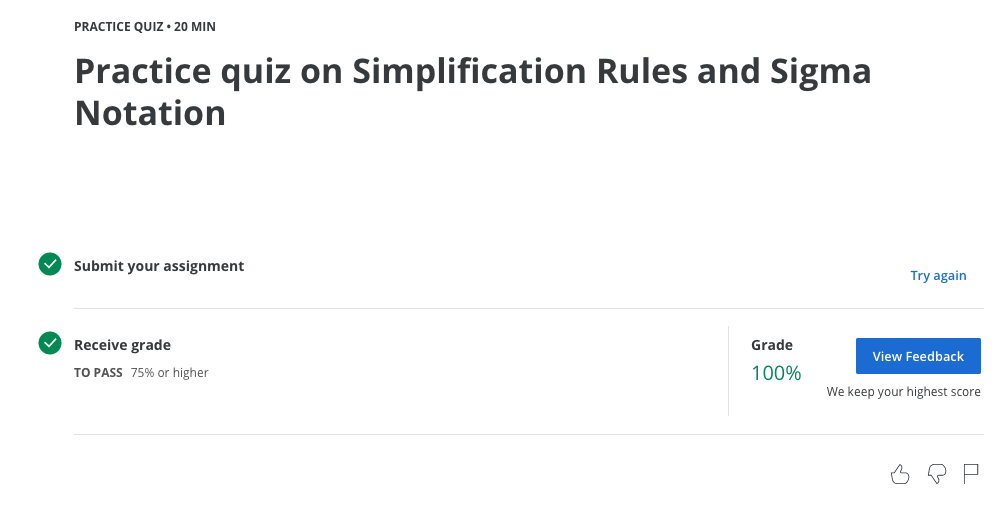 PRACTICE QUIZ • 20 MIN
Practice quiz on Simplification Rules and Sigma
Notation
Submit your assignment
Try again
Receive grade
TO PASS 75% or higher
Grade
100%
View Feedback
We keep your highest score